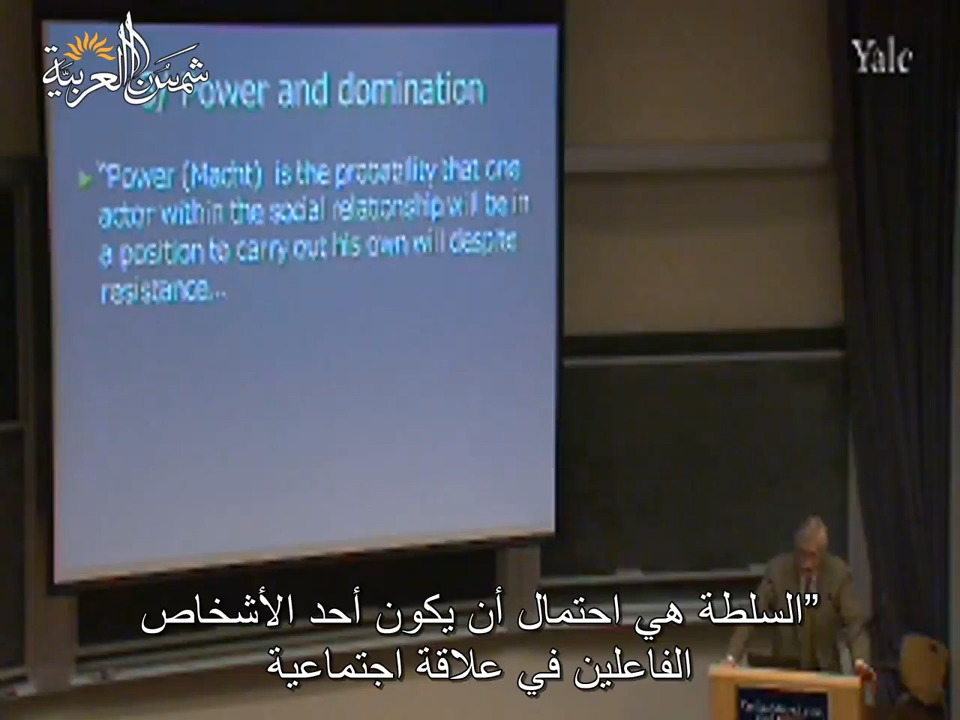 شمس العربية
Yale
Power and domination
"Power (Macht) is the probability that one
actor within the social relationship will be in
a position to carry out his own will despite
resistance...
”السلطة هي احتمال أن يكون أحد الأشخاص
الفاعلين في علاقة اجتماعية